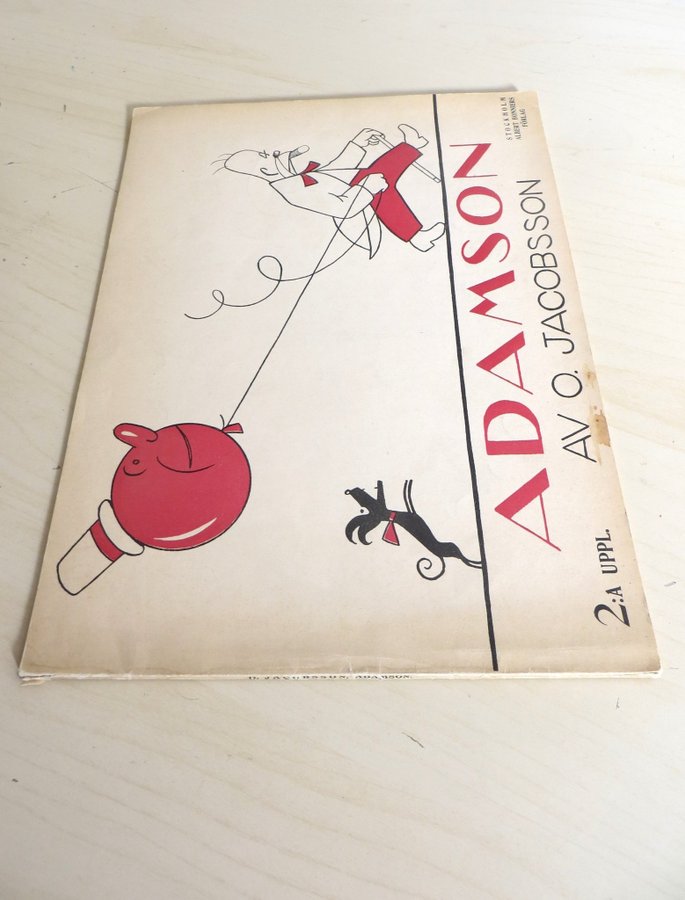 ADAMSON
AV O. JACOBSSON
2:A UPPL.
STOCKHOLM
ALBERT BONNIERS
FÖRLAG
O. JACOBSSON, ADAMSON.